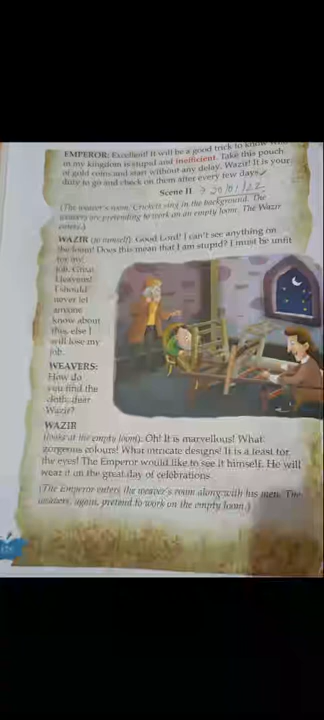 EMPEROR: Excellent! It will be a good trick to know who
in my kingdom is stupid and inefficient. Take this pouch
of gold coins and start without any delay. Wazir! It is your
duty to go and check on them after every few days.
Scene II → 20/01/22
(The weaver's room. Crickets sing in the background. The
weavers are pretending to work on an empty loom. The Wazir
enters.)
WAZIR (to himself): Good Lord! I can't see anything on
the loom! Does this mean that I am stupid? I must be unfit
for my
job. Great
Heavens!
I should
never let
anyone
know about
this, else I
will lose my
job.
WEAVERS:
How do
you find the
cloth, dear
Wazir?
WAZIR
(looks at the empty loom): Oh! It is marvellous! What
gorgeous colours! What intricate designs! It is a feast for
the eyes! The Emperor would like to see it himself. He will
wear it on the great day of celebrations.
(The Emperor enters the weaver's room along with his men. The
weavers, again, pretend to work on the empty loom.)